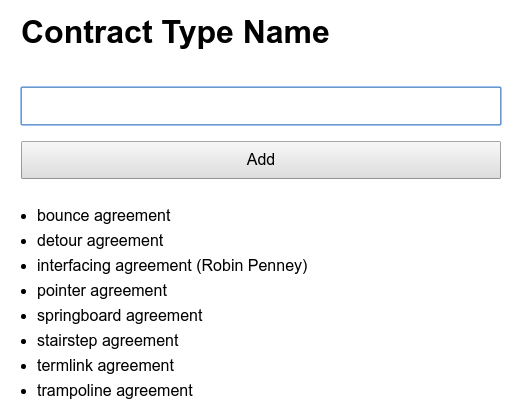 Contract Type Name
Add
bounce agreement
detour agreement
interfacing agreement (Robin Penney)
pointer agreement
springboard agreement
stairstep agreement
termlink agreement
trampoline agreement